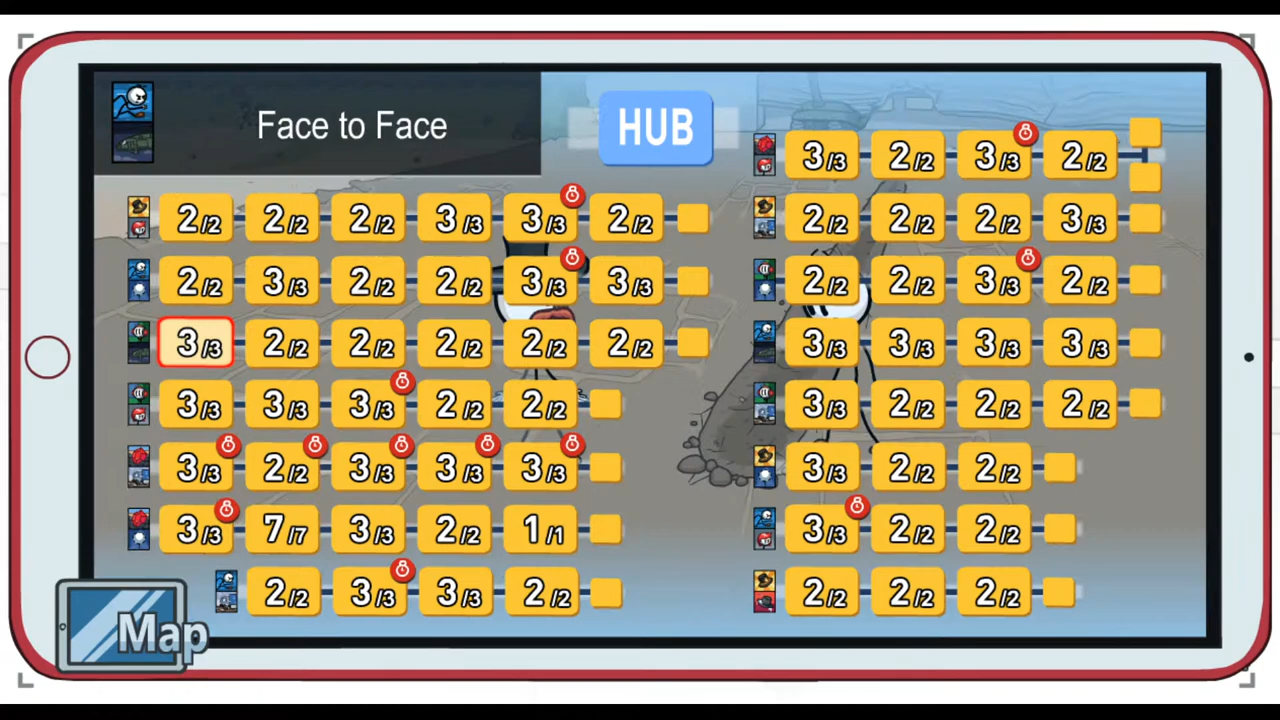 Face to Face
HUB
2/2 2/2 2/2 3/3 3/3 2/2
2/2 3/3 2/2 2/2 3/3 3/3
3/3 2/2 2/2 2/2 2/2 2/2
3/3 3/3 3/3 2/2 2/2
3/3 2/2 3/3 3/3 3/3
3/3 7/7 3/3 2/2 1/1
2/2 3/3 3/3 2/2
3/3 2/2 3/3 2/2
2/2 2/2 2/2 3/3
2/2 2/2 3/3 2/2
3/3 3/3 3/3 3/3
3/3 2/2 2/2 2/2
3/3 2/2 2/2
3/3 2/2 2/2
2/2 2/2 2/2
Map